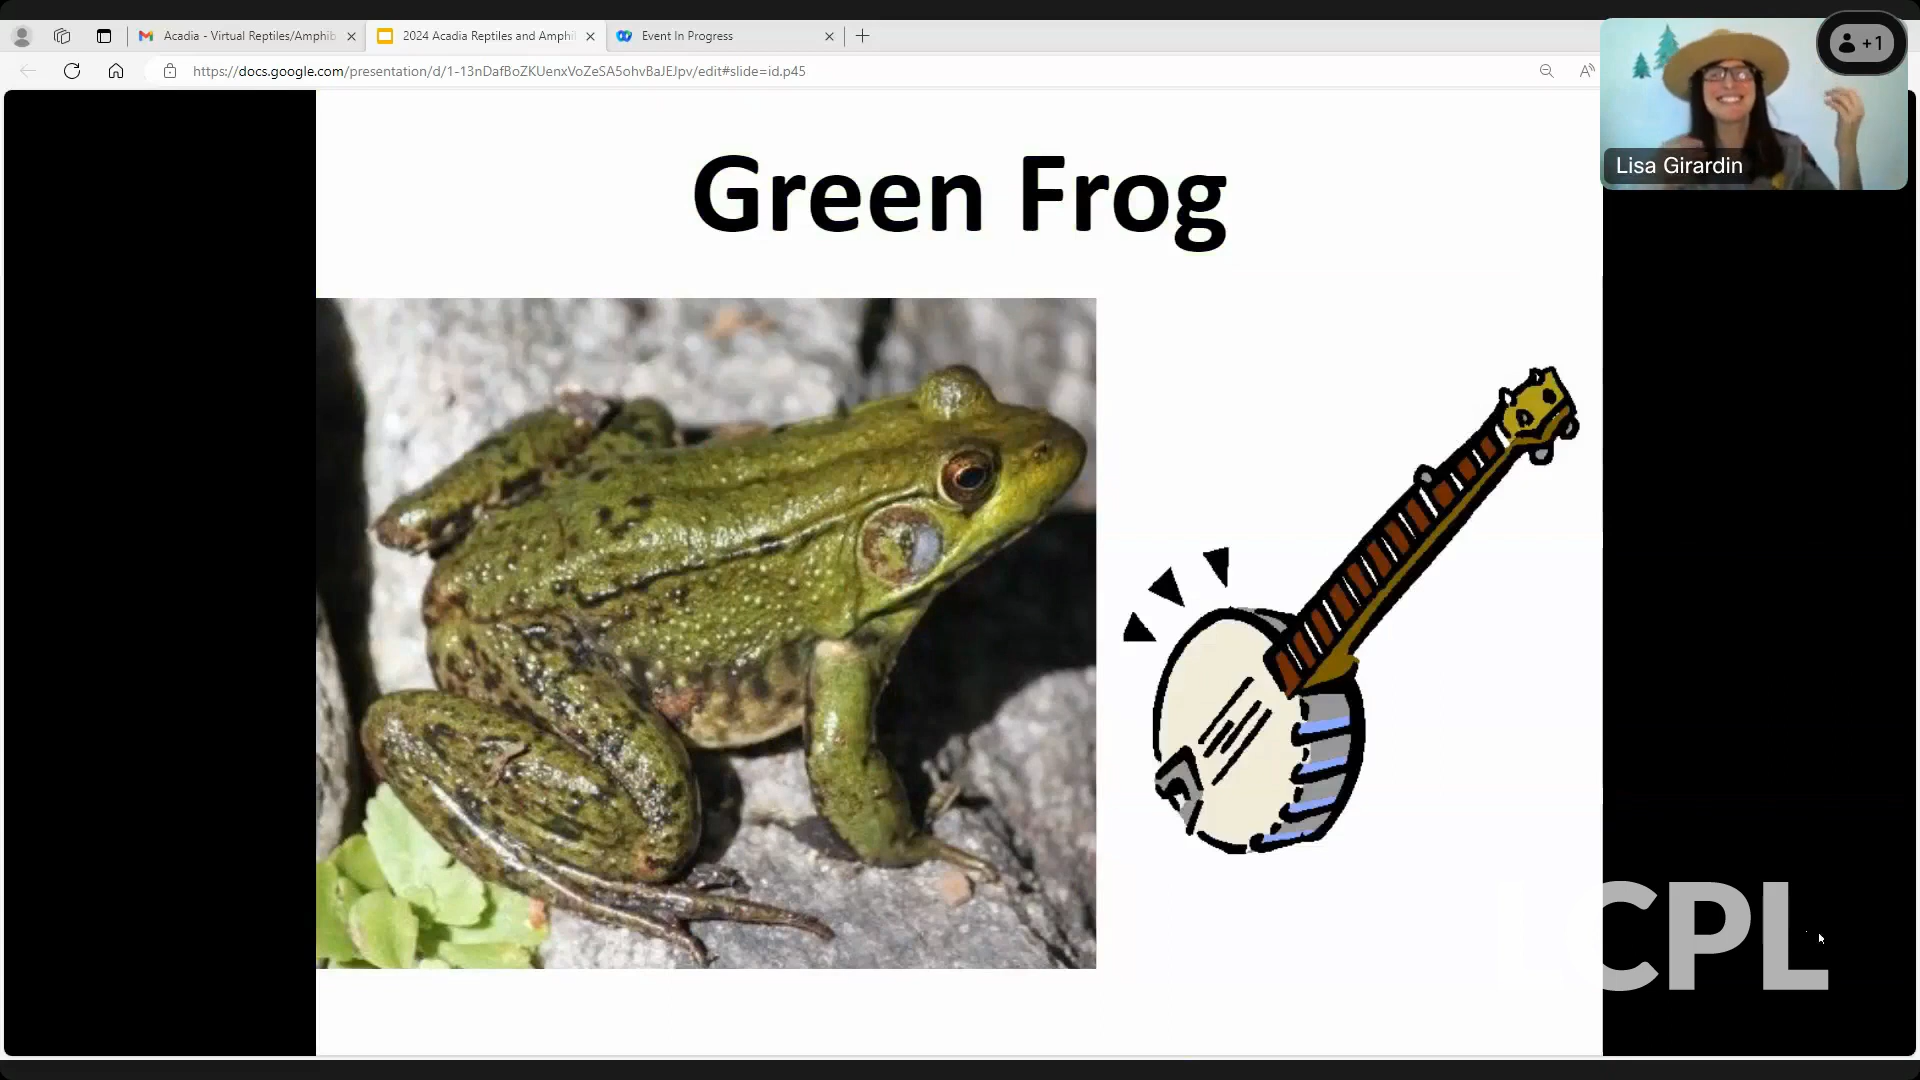 Acadia - Virtual Reptiles/Amphib
2024 Acadia Reptiles and Amphi
Event In Progress
https://docs.google.com/presentation/d/1-13nDafBoZKUenxVoZeSA5ohvBaJEJpv/edit#slide=id.p45
+1
Lisa Girardin
Green Frog
LCPL